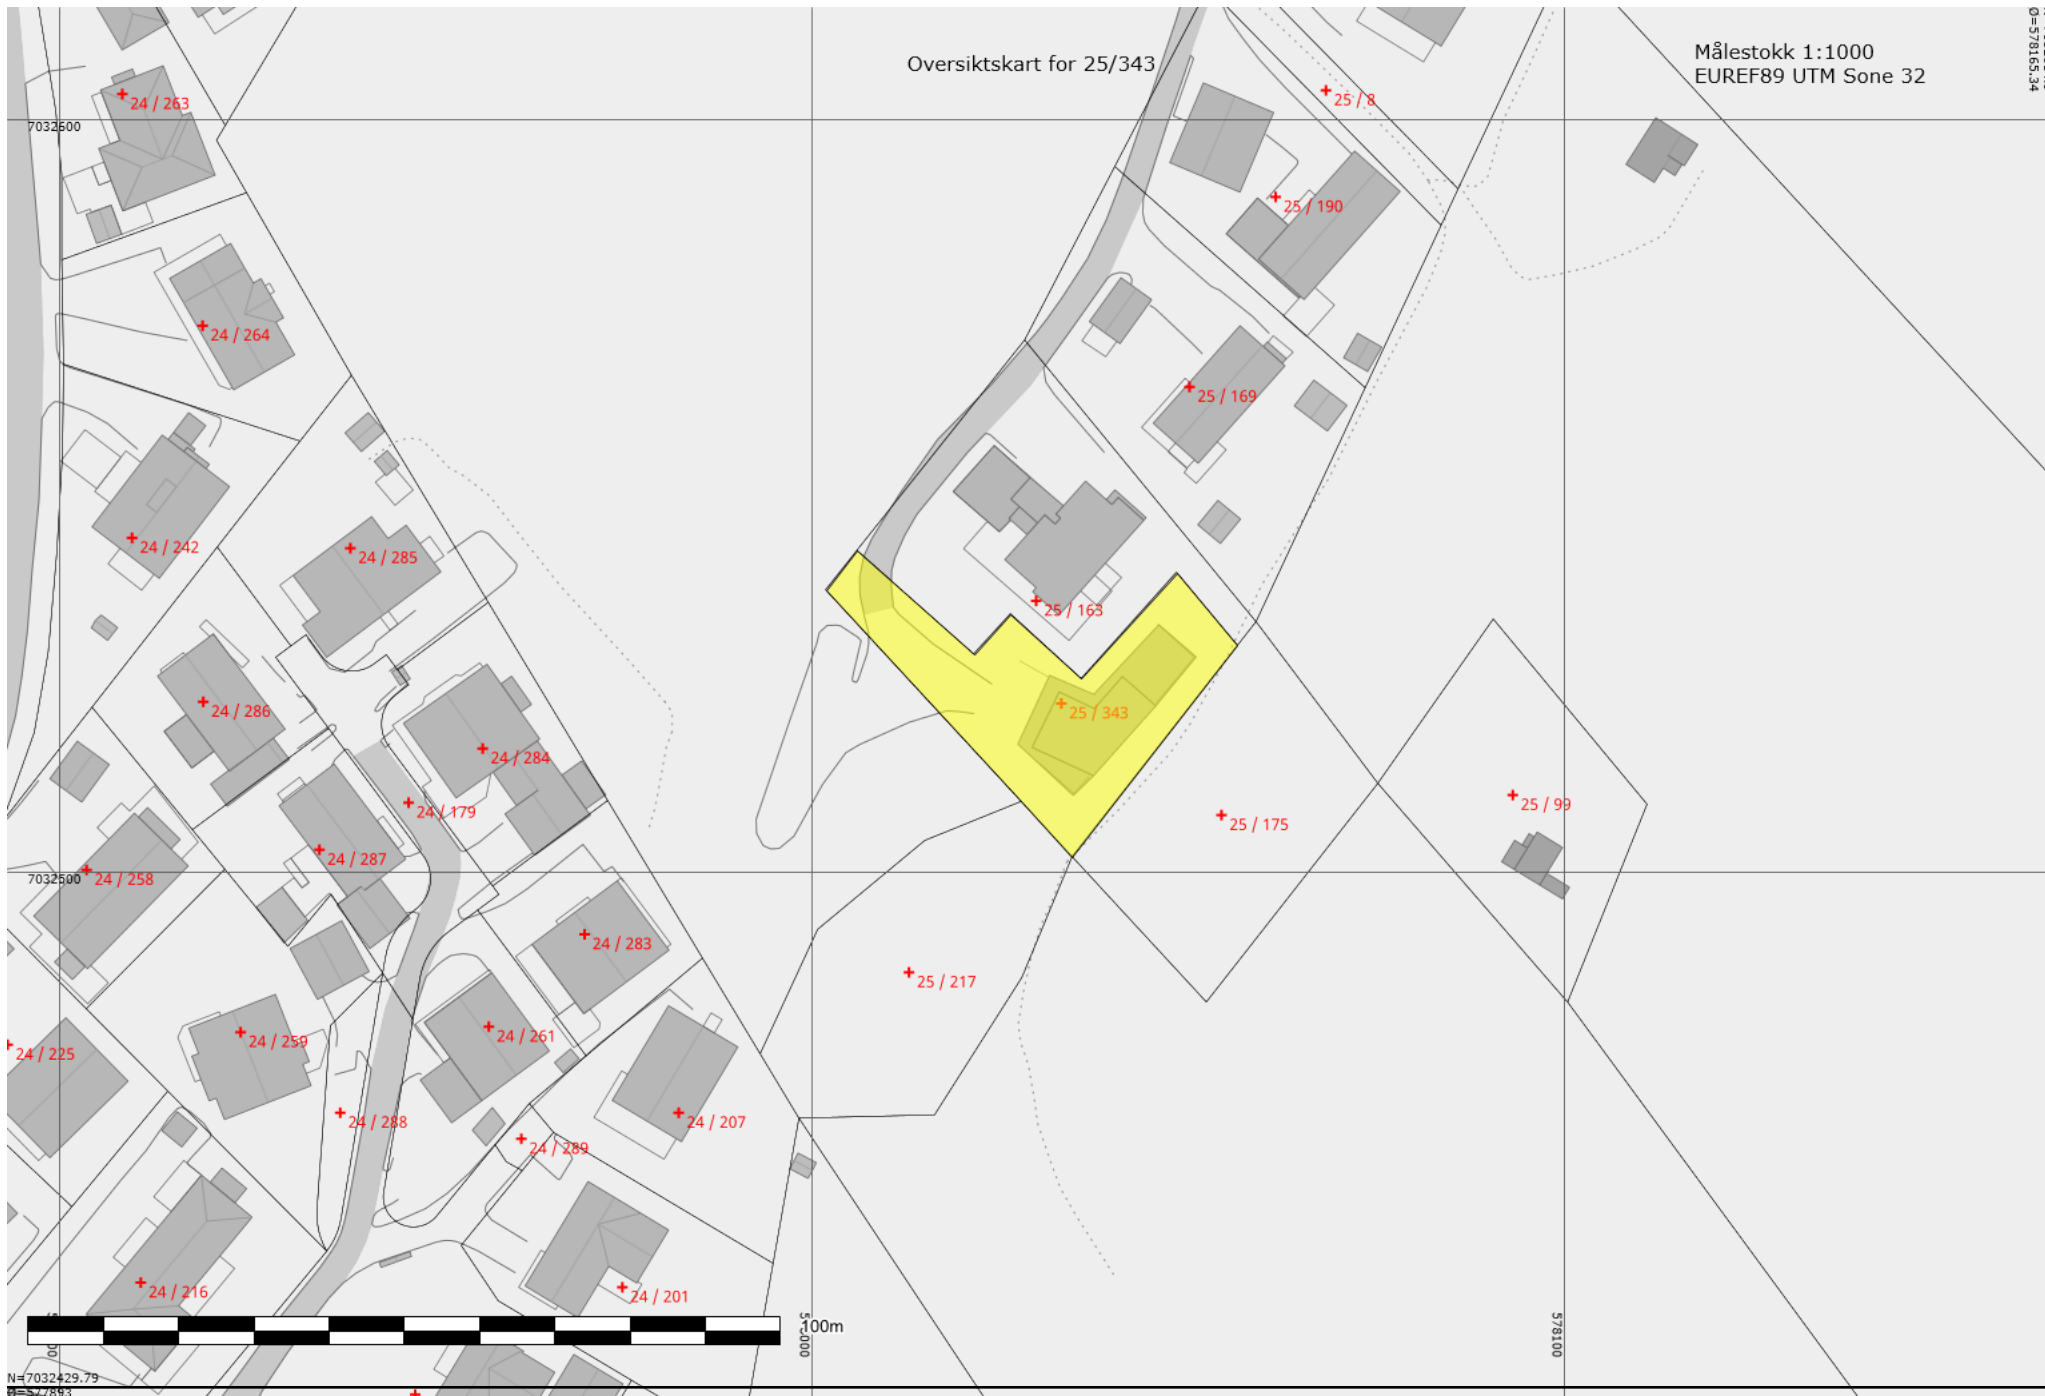 Oversiktskart for 25/343
Målestokk 1:1000
EUREF89 UTM Sone 32
Ø=578165.34
24 / 263
25 / 8
7032600
25 / 190
24 / 264
25 / 169
24 / 242
24 / 285
25 / 163
24 / 286
25 / 343
24 / 284
24 / 179
25 / 99
25 / 175
24 / 287
24 / 258
7032500
24 / 283
25 / 217
24 / 259
24 / 261
24 / 225
24 / 288
24 / 207
24 / 289
24 / 216
24 / 201
100m
578100
N=7032429.79